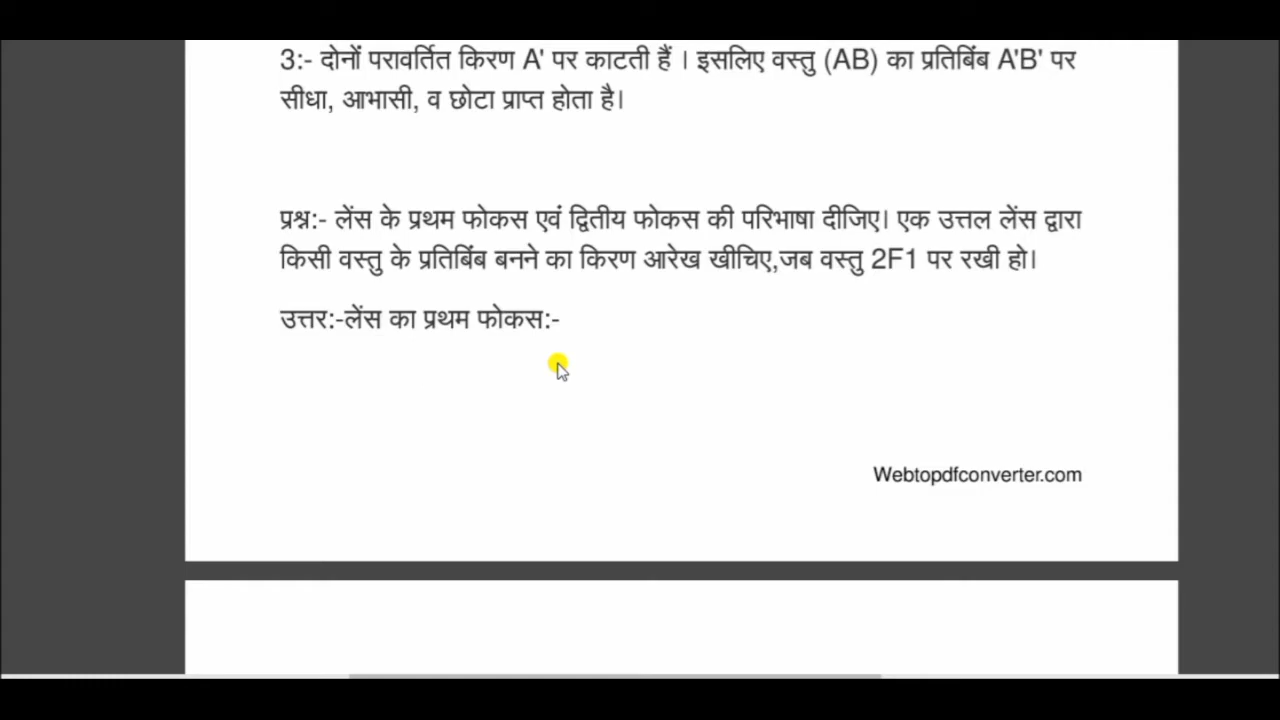 3:- दोनों परावर्तित किरण A' पर काटती हैं । इसलिए वस्तु (AB) का प्रतिबिंब A'B' पर
सीधा, आभासी, व छोटा प्राप्त होता है।
प्रश्न:- लेंस के प्रथम फोकस एवं द्वितीय फोकस की परिभाषा दीजिए। एक उत्तल लेंस द्वारा
किसी वस्तु के प्रतिबिंब बनने का किरण आरेख खीचिए,जब वस्तु 2F1 पर रखी हो।
उत्तर:-लेंस का प्रथम फोकस:-
Webtopdfconverter.com